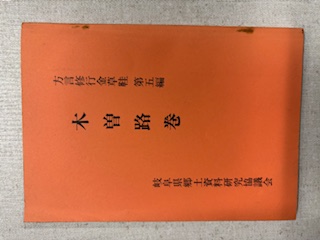 方言修行金草鞋 第五編
木曽路巻
岐阜県郷土資料研究協議会